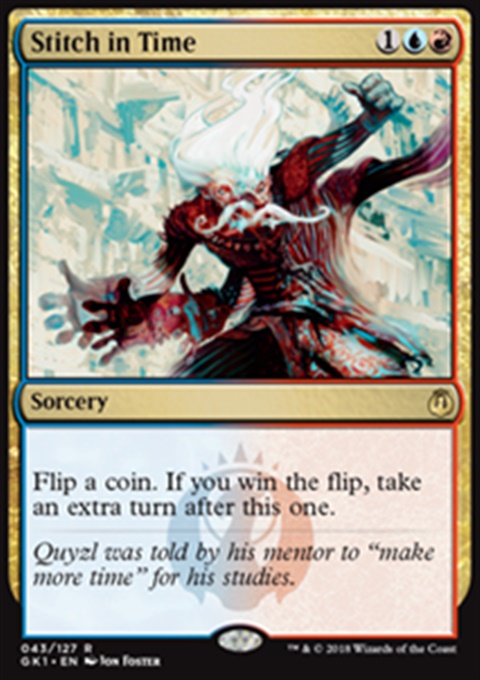 Stitch in Time 1
Sorcery
Flip a coin. If you win the flip, take
an extra turn after this one.
Quyzl was told by his mentor to “make
more time” for his studies.
043/127 R
GK1 • EN Jon Foster
™ & © 2018 Wizards of the Coast